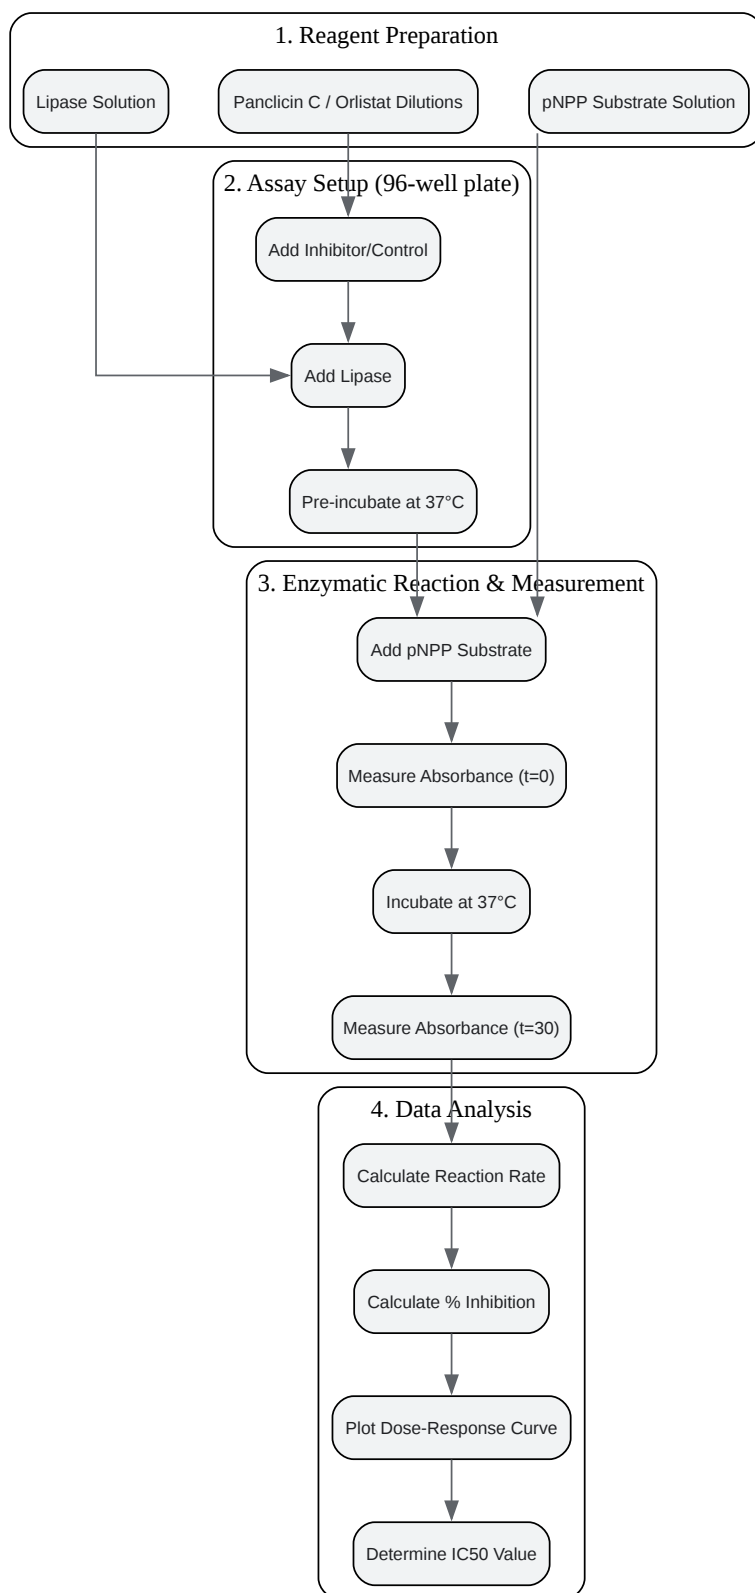 1. Reagent Preparation
Lipase Solution
Panclicin C / Orlistat Dilutions
pNPP Substrate Solution
2. Assay Setup (96-well plate)
Add Inhibitor/Control
Add Lipase
Pre-incubate at 37°C
3. Enzymatic Reaction & Measurement
Add pNPP Substrate
Measure Absorbance (t=0)
Incubate at 37°C
Measure Absorbance (t=30)
4. Data Analysis
Calculate Reaction Rate
Calculate % Inhibition
Plot Dose-Response Curve
Determine IC50 Value